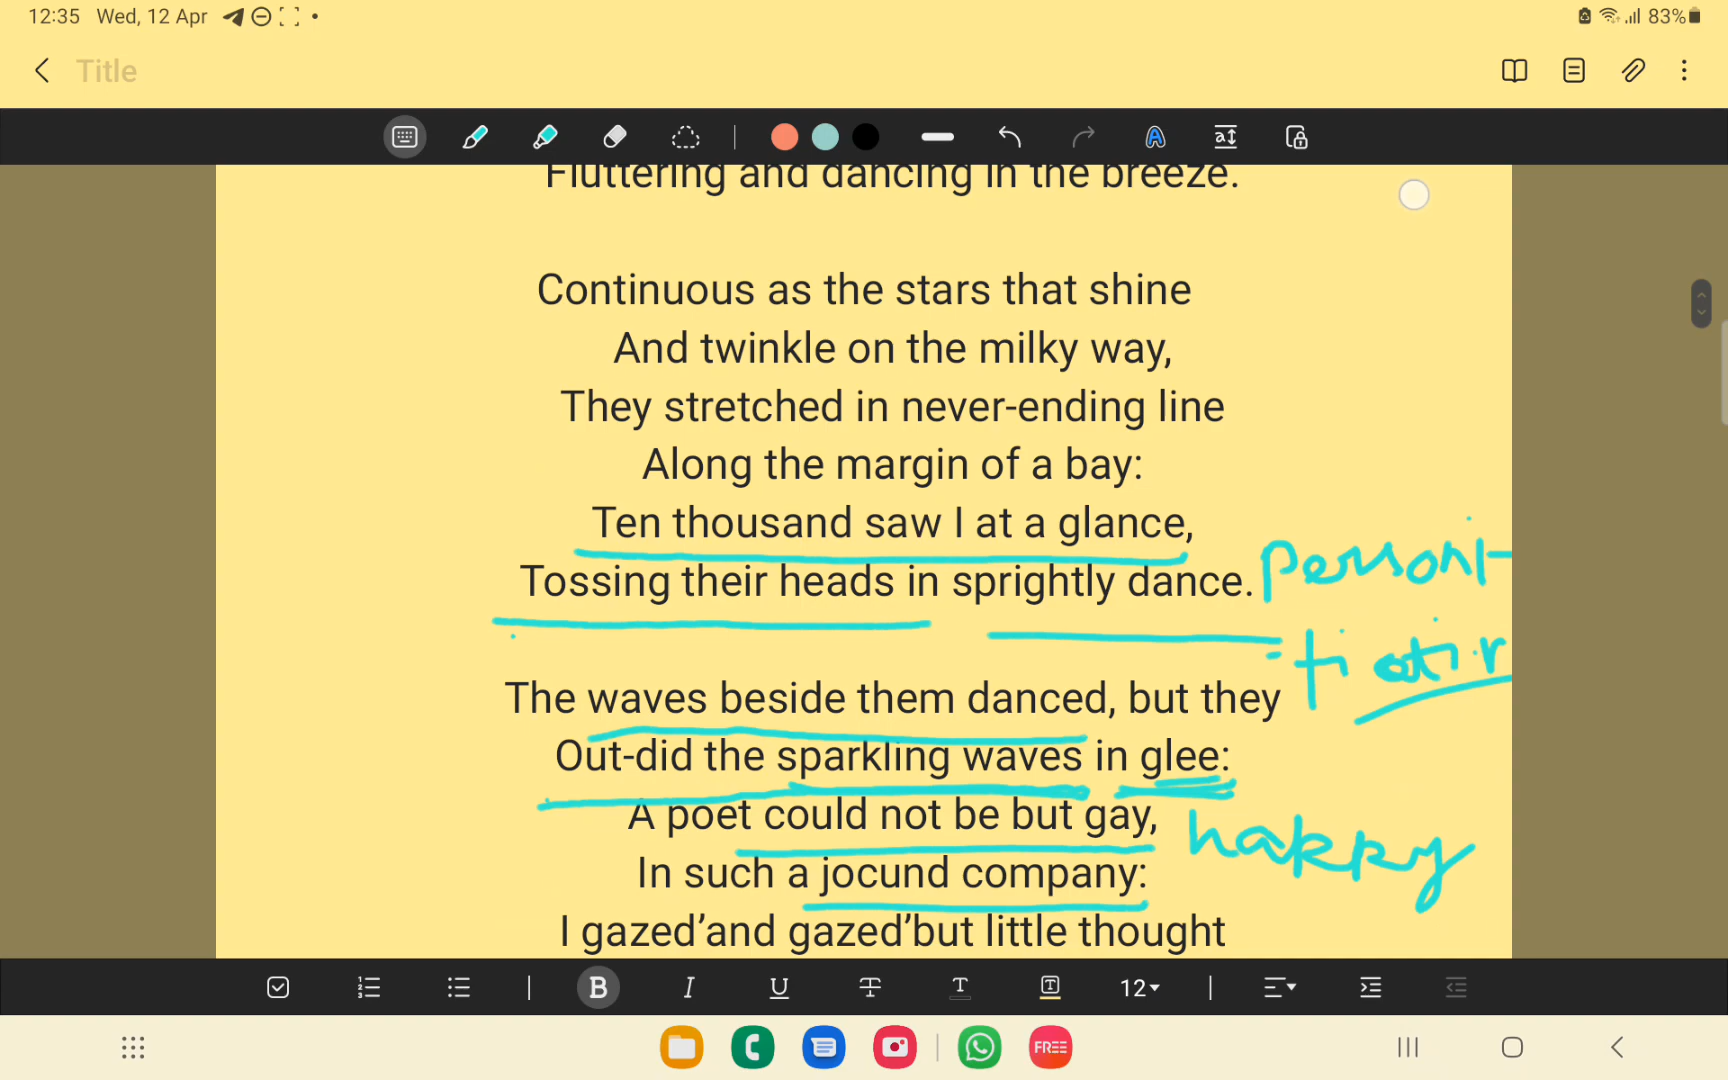 12:35 Wed, 12 Apr
83%
Title
Fluttering and dancing in the breeze.
Continuous as the stars that shine
And twinkle on the milky way,
They stretched in never-ending line
Along the margin of a bay:
Ten thousand saw I at a glance,
Tossing their heads in sprightly dance.
personi-
The waves beside them danced, but they
Out-did the sparkling waves in glee:
A poet could not be but gay,
happy
In such a jocund company:
I gazed’and gazed’but little thought
B I U T T T 12
FREE